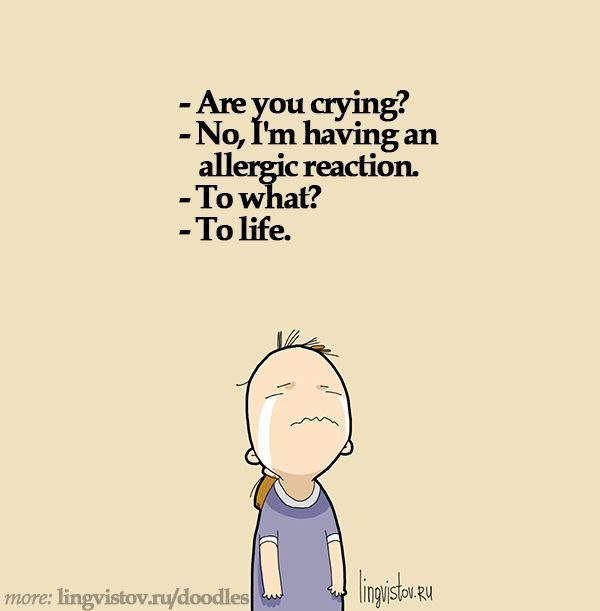 - Are you crying?
- No, I'm having an
allergic reaction.
- To what?
- To life.
more: lingvistov.ru/doodles
lingvistov.ru